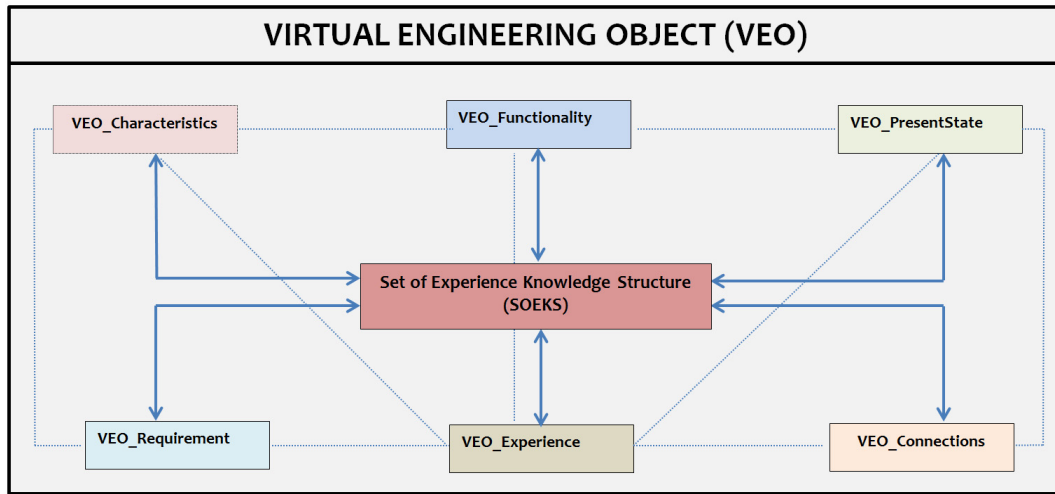 VIRTUAL ENGINEERING OBJECT (VEO)
VEO_Characteristics
VEO_Functionality
VEO_PresentState
Set of Experience Knowledge Structure
(SOEKS)
VEO_Requirement
VEO_Experience
VEO_Connections